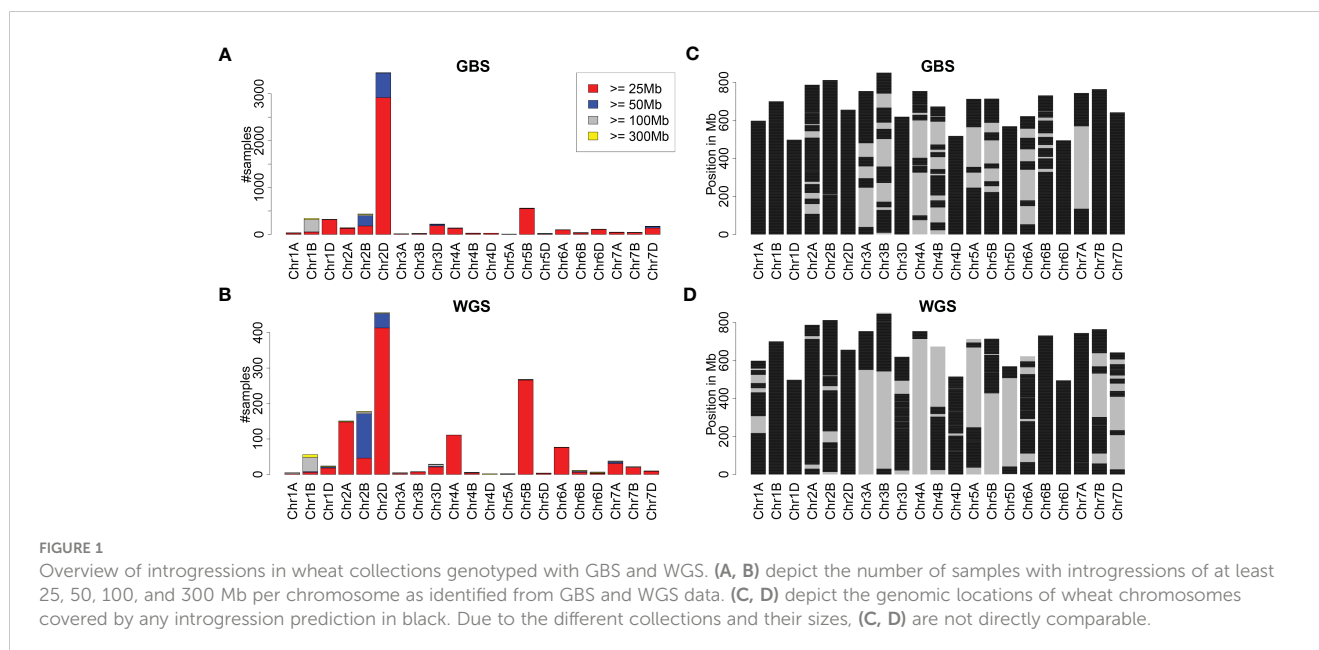 A
GBS
#samples
0
1000
2000
3000
>= 25Mb
>= 50Mb
>= 100Mb
>= 300Mb
Chr1A Chr1B Chr1D Chr2A Chr2B Chr2D Chr3A Chr3B Chr3D Chr4A Chr4B Chr4D Chr5A Chr5B Chr5D Chr6A Chr6B Chr6D Chr7A Chr7B Chr7D
C
GBS
Position in Mb
0 200 400 600 800
Chr1A Chr1B Chr1D Chr2A Chr2B Chr2D Chr3A Chr3B Chr3D Chr4A Chr4B Chr4D Chr5A Chr5B Chr5D Chr6A Chr6B Chr6D Chr7A Chr7B Chr7D
B
WGS
#samples
0 100 200 300 400
Chr1A Chr1B Chr1D Chr2A Chr2B Chr2D Chr3A Chr3B Chr3D Chr4A Chr4B Chr4D Chr5A Chr5B Chr5D Chr6A Chr6B Chr6D Chr7A Chr7B Chr7D
D
WGS
Position in Mb
0 200 400 600 800
Chr1A Chr1B Chr1D Chr2A Chr2B Chr2D Chr3A Chr3B Chr3D Chr4A Chr4B Chr4D Chr5A Chr5B Chr5D Chr6A Chr6B Chr6D Chr7A Chr7B Chr7D
FIGURE 1
Overview of introgressions in wheat collections genotyped with GBS and WGS. (A, B) depict the number of samples with introgressions of at least
25, 50, 100, and 300 Mb per chromosome as identified from GBS and WGS data. (C, D) depict the genomic locations of wheat chromosomes
covered by any introgression prediction in black. Due to the different collections and their sizes, (C, D) are not directly comparable.